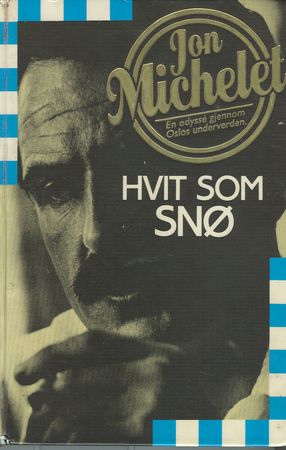 Jon
Michelet
En odyssé gjennom
Oslos underverden.
HVIT SOM
SNØ